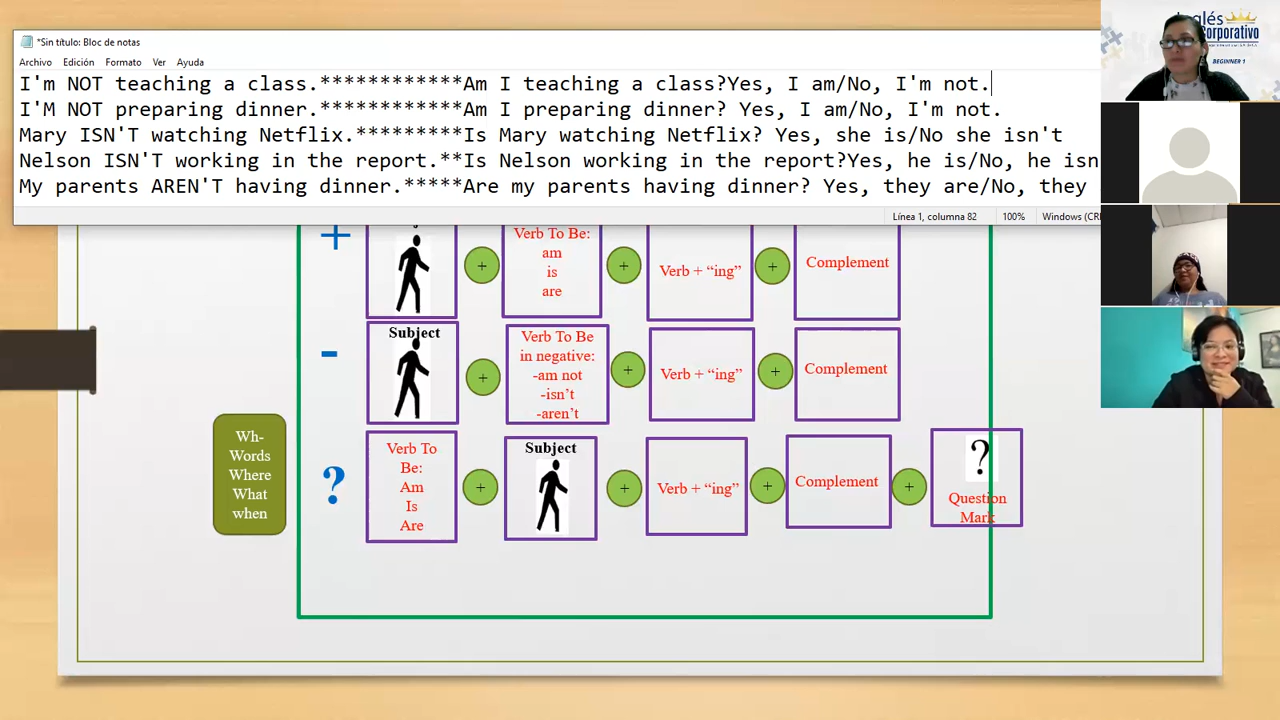 *Sin título: Bloc de notas
Archivo Edición Formato Ver Ayuda
I'm NOT teaching a class.************Am I teaching a class?Yes, I am/No, I'm not.
I'M NOT preparing dinner.************Am I preparing dinner? Yes, I am/No, I'm not.
Mary ISN'T watching Netflix.*********Is Mary watching Netflix? Yes, she is/No she isn't
Nelson ISN'T working in the report.**Is Nelson working in the report?Yes, he is/No, he isn
My parents AREN'T having dinner.*****Are my parents having dinner? Yes, they are/No, they
Línea 1, columna 82 100% Windows (CRL
Inglés
Corporativo
BEGINNER 1
+
Verb To Be:
am
is
are
+
Verb + “ing”
+
Complement
+
-
Subject
+
Verb To Be
in negative:
-am not
-isn’t
-aren’t
+
Verb + “ing”
+
Complement
Wh-
Words
Where
What
when
?
Verb To
Be:
Am
Is
Are
+
Subject
+
Verb + “ing”
+
Complement
+
?
Question
Mark